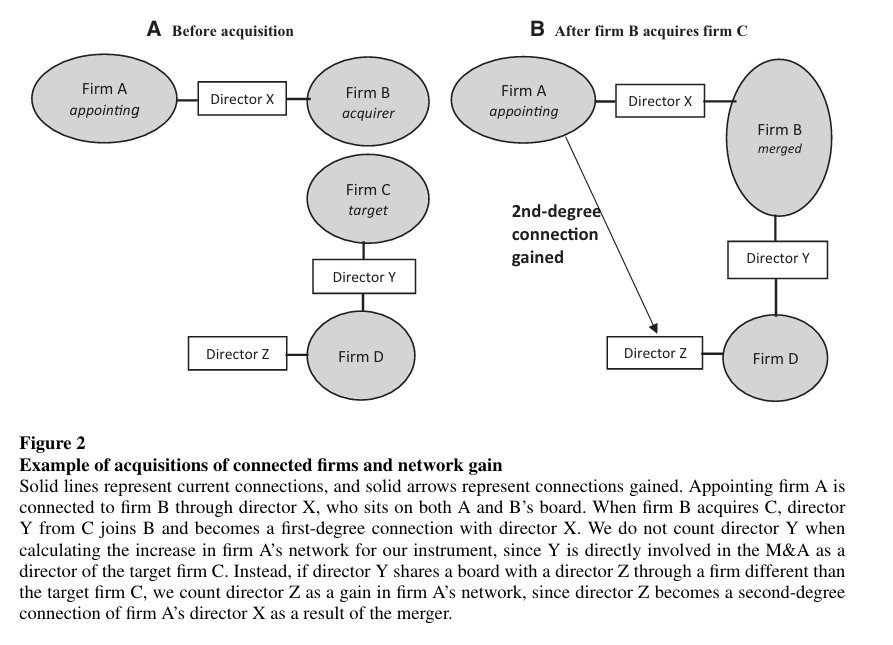 A Before acquisition
Firm A
appointing
Director X
Firm B
acquirer
Firm C
target
Director Y
Director Z
Firm D
B After firm B acquires firm C
Firm A
appointing
Director X
Firm B
merged
2nd-degree
connection
gained
Director Y
Director Z
Firm D
Figure 2
Example of acquisitions of connected firms and network gain
Solid lines represent current connections, and solid arrows represent connections gained. Appointing firm A is
connected to firm B through director X, who sits on both A and B's board. When firm B acquires C, director
Y from C joins B and becomes a first-degree connection with director X. We do not count director Y when
calculating the increase in firm A's network for our instrument, since Y is directly involved in the M&A as a
director of the target firm C. Instead, if director Y shares a board with a director Z through a firm different than
the target firm C, we count director Z as a gain in firm A's network, since director Z becomes a second-degree
connection of firm A's director X as a result of the merger.